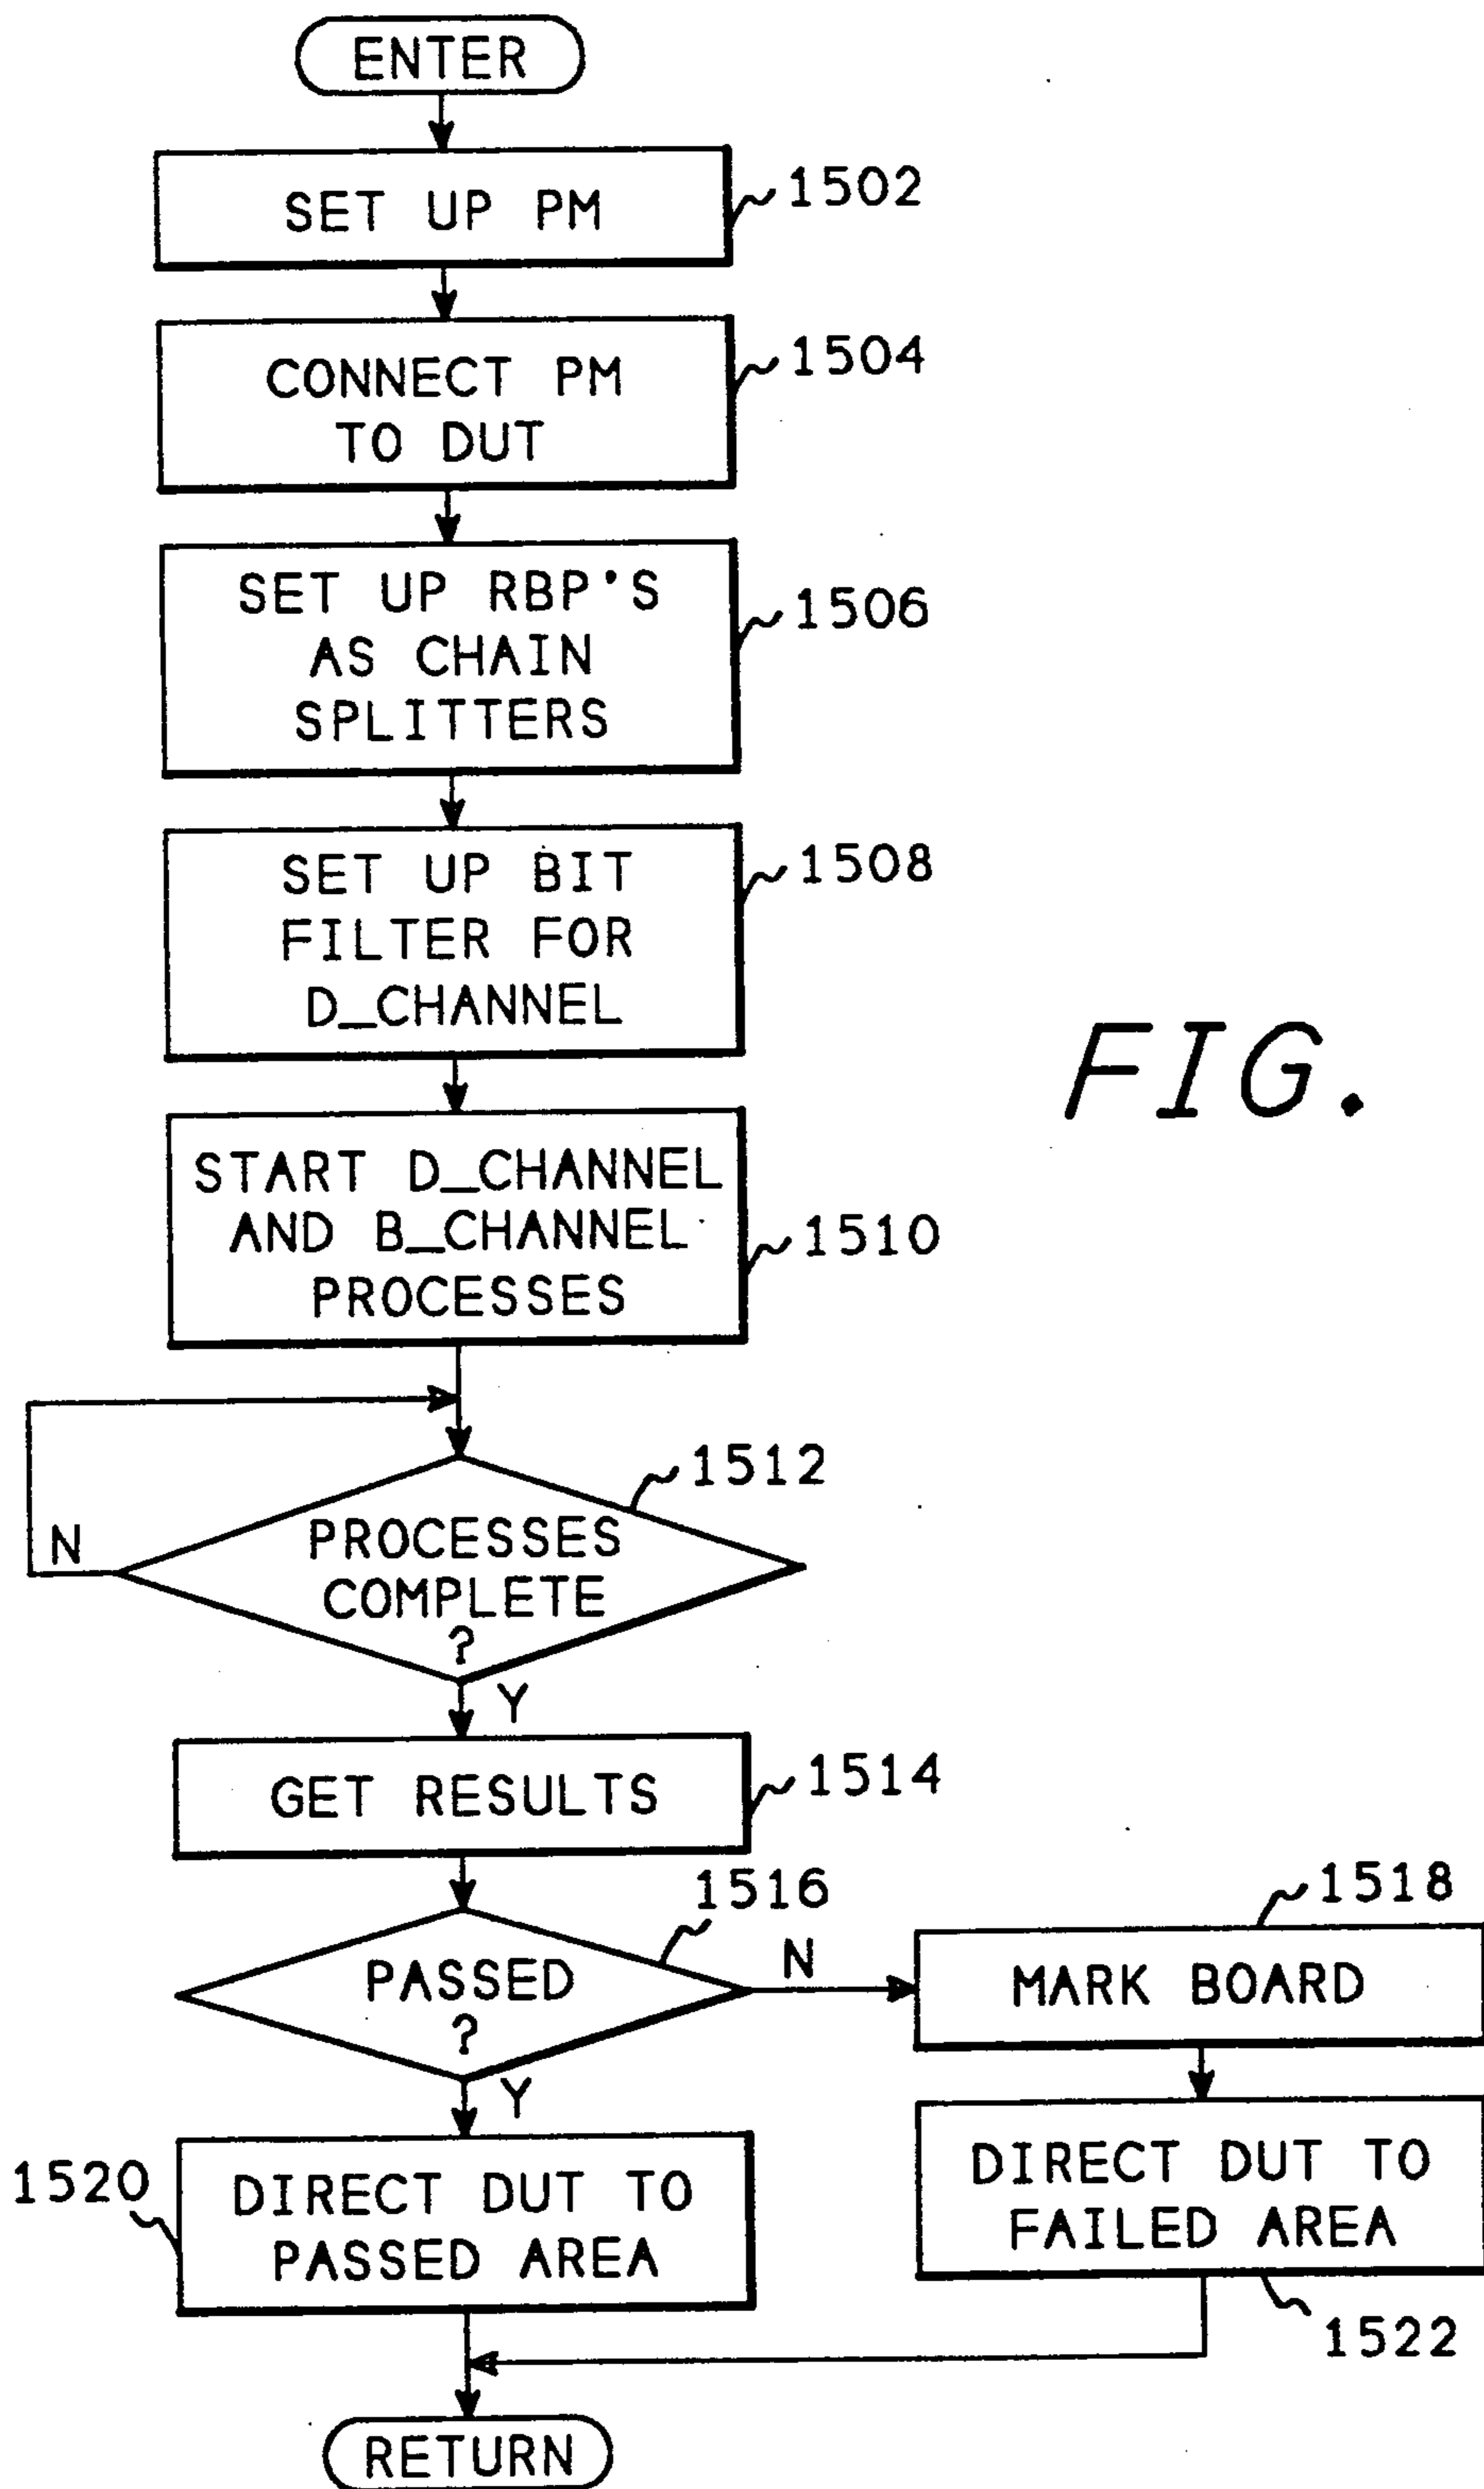 ENTER
SET UP PM
1502
CONNECT PM
TO DUT
1504
SET UP RBP'S
AS CHAIN
SPLITTERS
1506
SET UP BIT
FILTER FOR
D_CHANNEL
1508
FIG.
START D_CHANNEL
AND B_CHANNEL
PROCESSES
1510
1512
PROCESSES
COMPLETE
?
N
Y
GET RESULTS
1514
1516
PASSED
?
N
1518
MARK BOARD
Y
1520
DIRECT DUT TO
PASSED AREA
DIRECT DUT TO
FAILED AREA
1522
RETURN